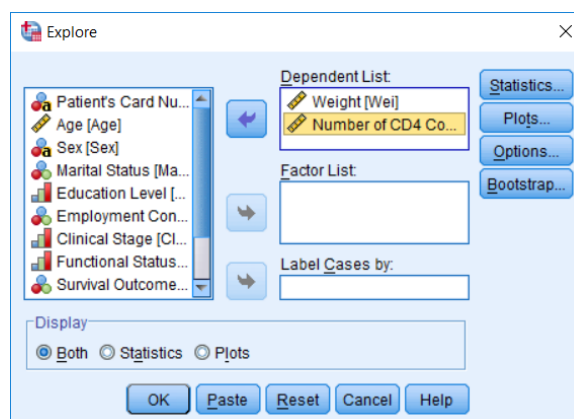 Explore
Patient's Card Nu...
Age [Age]
Sex [Sex]
Marital Status [Ma...
Education Level [...
Employment Con...
Clinical Stage [Cl...
Functional Status...
Survival Outcome...
Dependent List:
Weight [Wei]
Number of CD4 Co...
Factor List:
Label Cases by:
Statistics...
Plots...
Options...
Bootstrap...
Display
Both Statistics Plots
OK Paste Reset Cancel Help